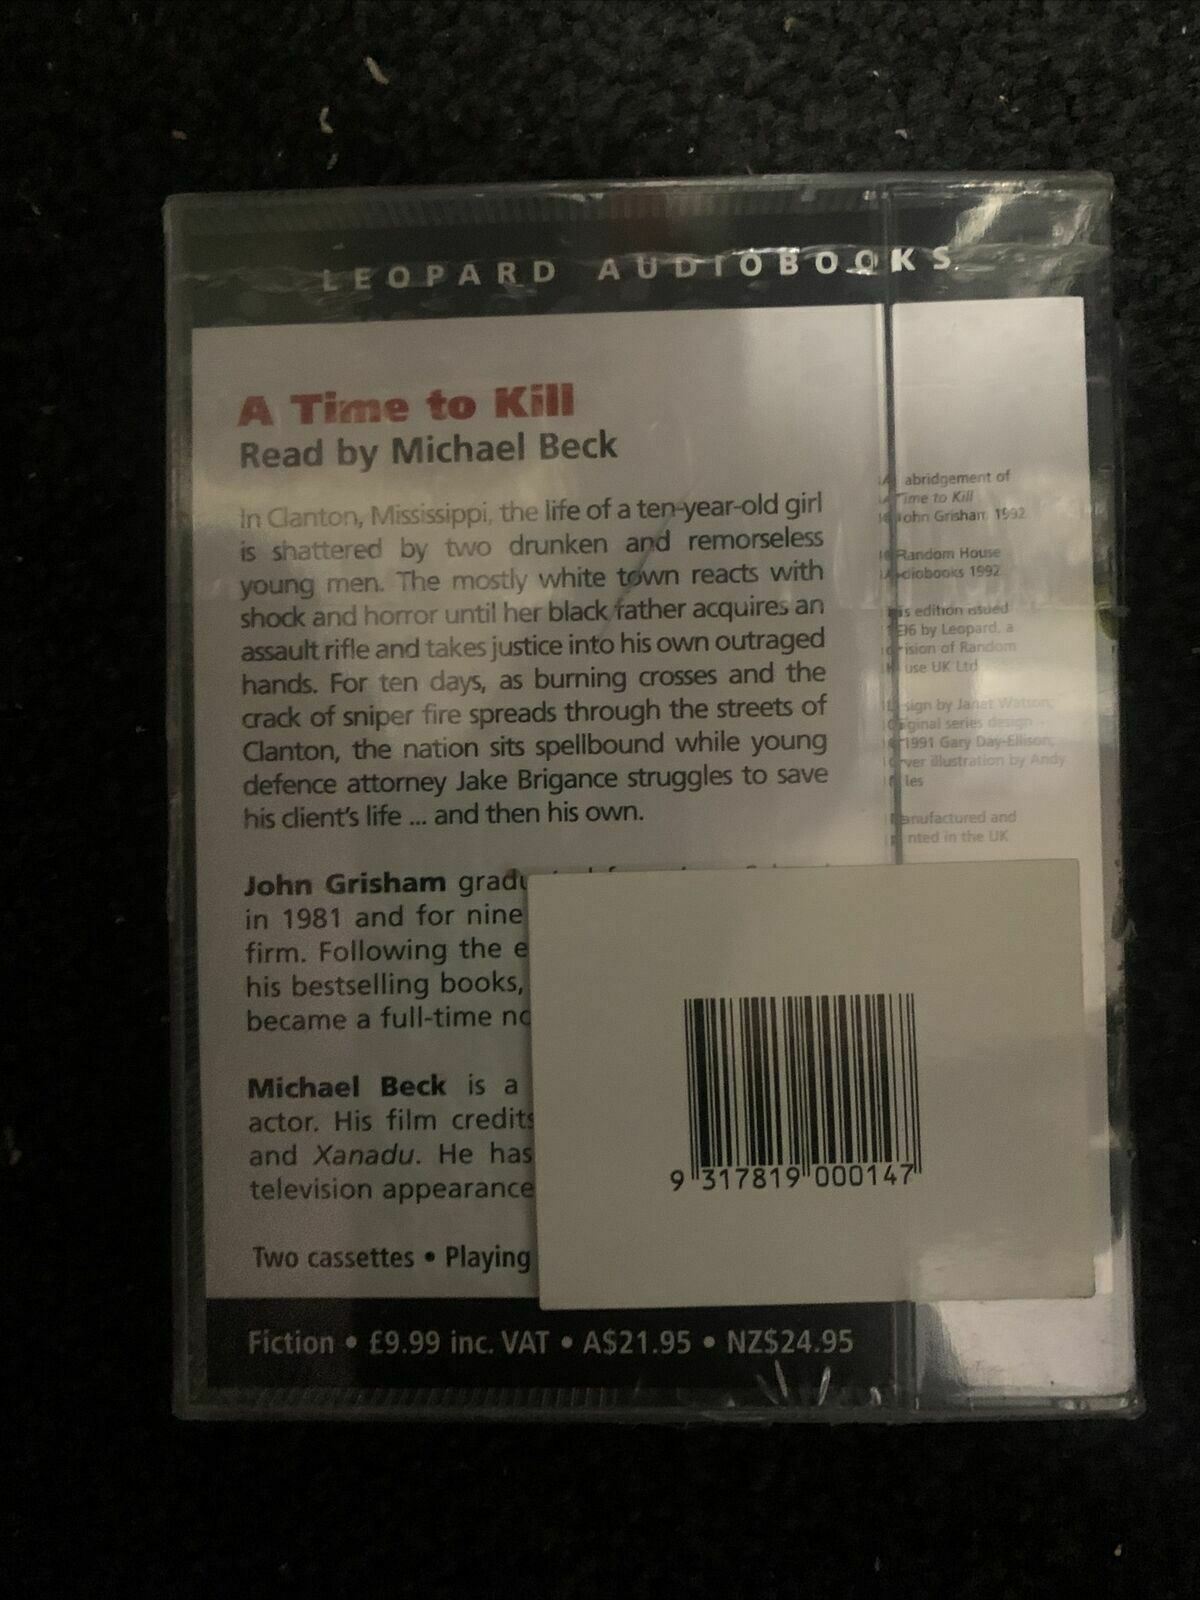 LEOPARD AUDIOBOOKS
A Time to Kill
Read by Michael Beck
In Clanton, Mississippi, the life of a ten-year-old girl
is shattered by two drunken and remorseless
young men. The mostly white town reacts with
shock and horror until her black father acquires an
assault rifle and takes justice into his own outraged
hands. For ten days, as burning crosses and the
crack of sniper fire spreads through the streets of
Clanton, the nation sits spellbound while young
defence attorney Jake Brigance struggles to save
his client's life ... and then his own.
John Grisham
in 1981 and for nine
firm. Following the
his bestselling books,
became a full-time
Michael Beck is a
actor. His film credits
and Xanadu. He has
television appearance
Two cassettes • Playing
Fiction • £9.99 inc. VAT • A$21.95 • NZ$24.95
abridgement of
Time to Kill
John Grisham 1992
Random House
Audiobooks 1992
edition issued
by Leopard, a
of Random
UK Ltd
by Janet Watson,
series design
1991 Gary Day-Ellison,
illustration by Andy
and
in the UK
9 317819 000147